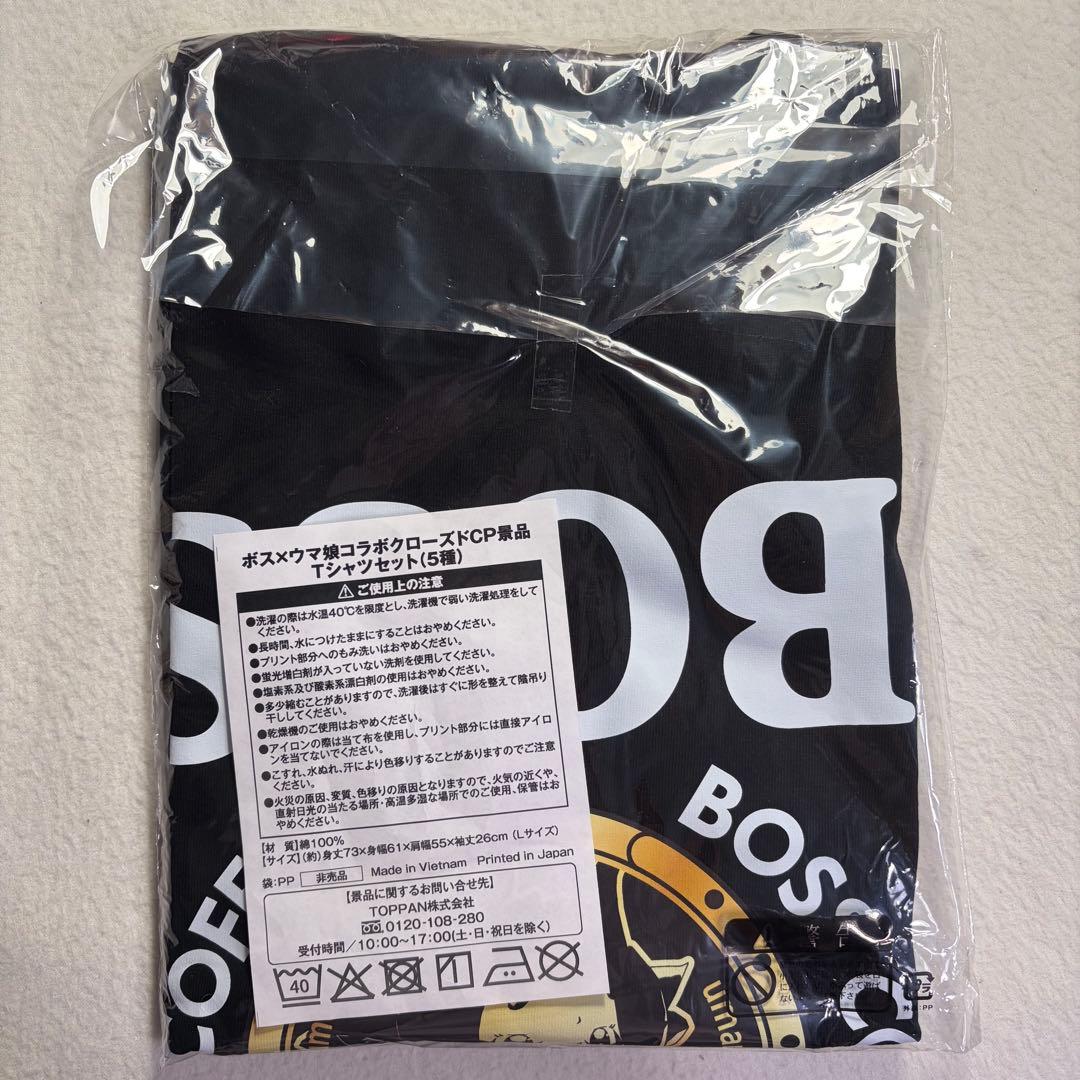 BOSS
ボス×ウマ娘コラボクローズドCP景品
Tシャツセット(5種)
ご使用上の注意
●洗濯の際は水温40℃を限度とし、洗濯機で弱い洗濯処理をして
ください。
●長時間、水につけたままにすることはおやめください。
●プリント部分へのもみ洗いはおやめください。
●蛍光増白剤が入っていない洗剤を使用してください。
●塩素系及び酸素系漂白剤の使用はおやめください。
●多少縮むことがありますので、洗濯後はすぐに形を整えて陰吊り
干ししてください。
●乾燥機のご使用はおやめください。
●アイロンの際は当て布を使用し、プリント部分には直接アイロ
ンを当てないでください。
●こすれ、水ぬれ、汗により色移りすることがありますのでご注意
ください。
●火災の原因、変質、色移りの原因となりますので、火気の近くや、
直射日光の当たる場所・高温多湿な場所でのご使用、保管はお
やめください。
【材 質】綿100%
【サイズ】(約)身丈73×身幅61×肩幅55×袖丈26cm (Lサイズ)
袋:PP 非売品 Made in Vietnam Printed in Japan
【景品に関するお問い合せ先】
TOPPAN株式会社
0120-108-280
受付時間/10:00~17:00(土・日・祝日を除く)
40
BOSS
COFF
Uma
警告
プラ
外装:PP